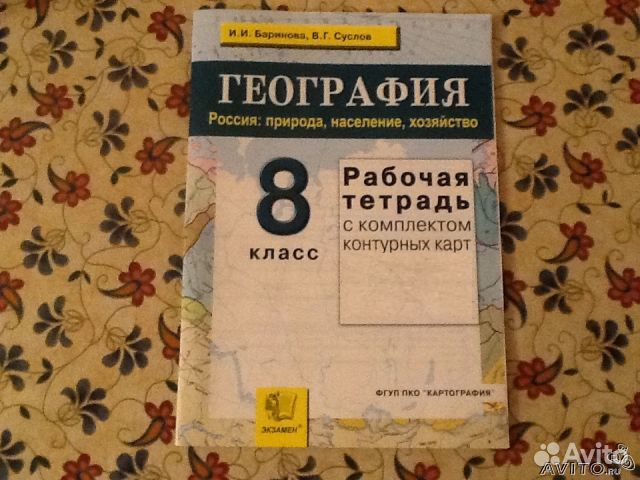 И.И. Баринова, В.Г. Суслов
ГЕОГРАФИЯ
Россия: природа, население, хозяйство
8
класс
Рабочая
тетрадь
с комплектом
контурных карт
ФГУП ПКО "КАРТОГРАФИЯ"
ЭКЗАМЕН
Avito
AVITO.ru